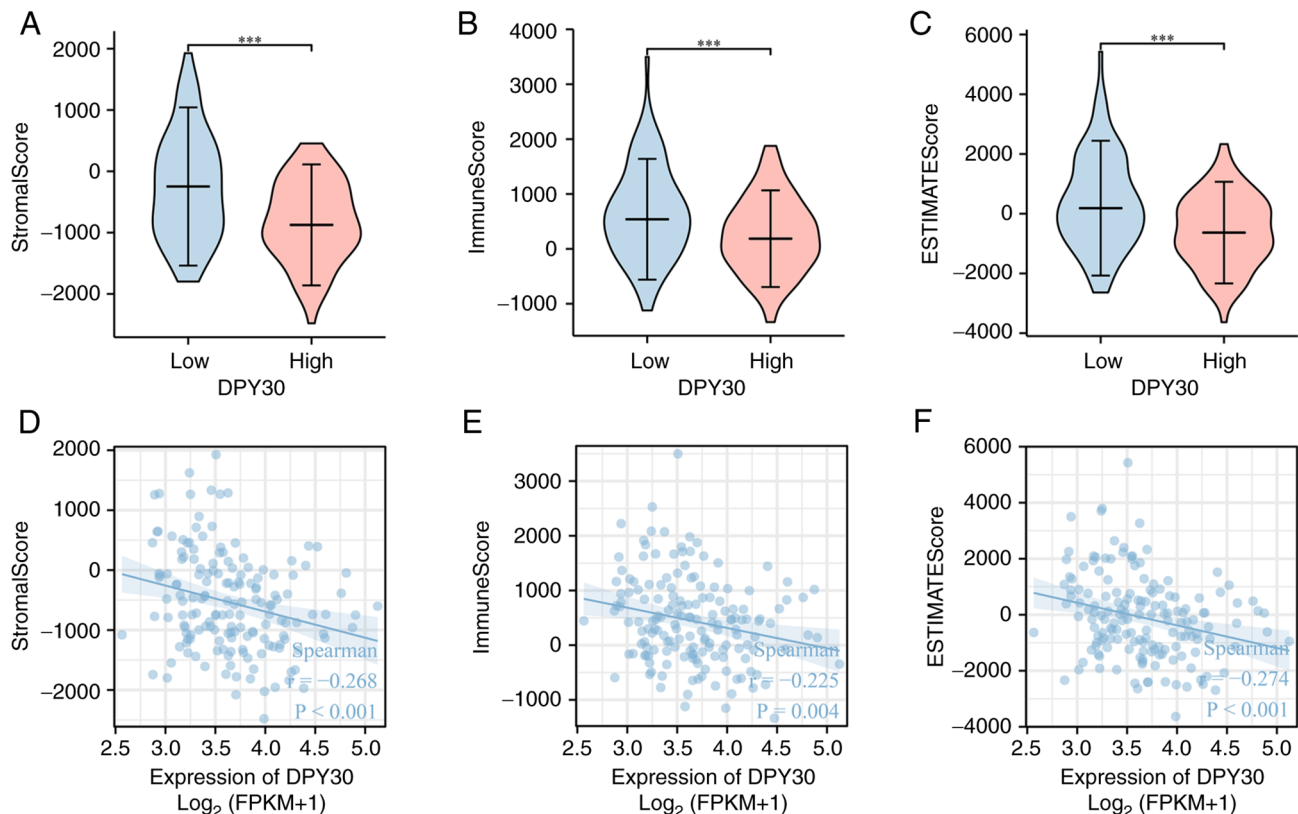 A
StromalScore
2000
1000
0
−1000
−2000
***
Low
High
DPY30
B
ImmuneScore
4000
3000
2000
1000
0
−1000
***
Low
High
DPY30
C
ESTIMATEScore
6000
4000
2000
0
−2000
−4000
***
Low
High
DPY30
D
StromalScore
2000
1000
0
−1000
−2000
Spearman
r = −0.268
P < 0.001
2.5 3.0 3.5 4.0 4.5 5.0
Expression of DPY30
Log2 (FPKM+1)
E
ImmuneScore
3000
2000
1000
0
−1000
Spearman
r = −0.225
P = 0.004
2.5 3.0 3.5 4.0 4.5 5.0
Expression of DPY30
Log2 (FPKM+1)
F
ESTIMATEScore
6000
4000
2000
0
−2000
−4000
Spearman
r = −0.274
P < 0.001
2.5 3.0 3.5 4.0 4.5 5.0
Expression of DPY30
Log2 (FPKM+1)